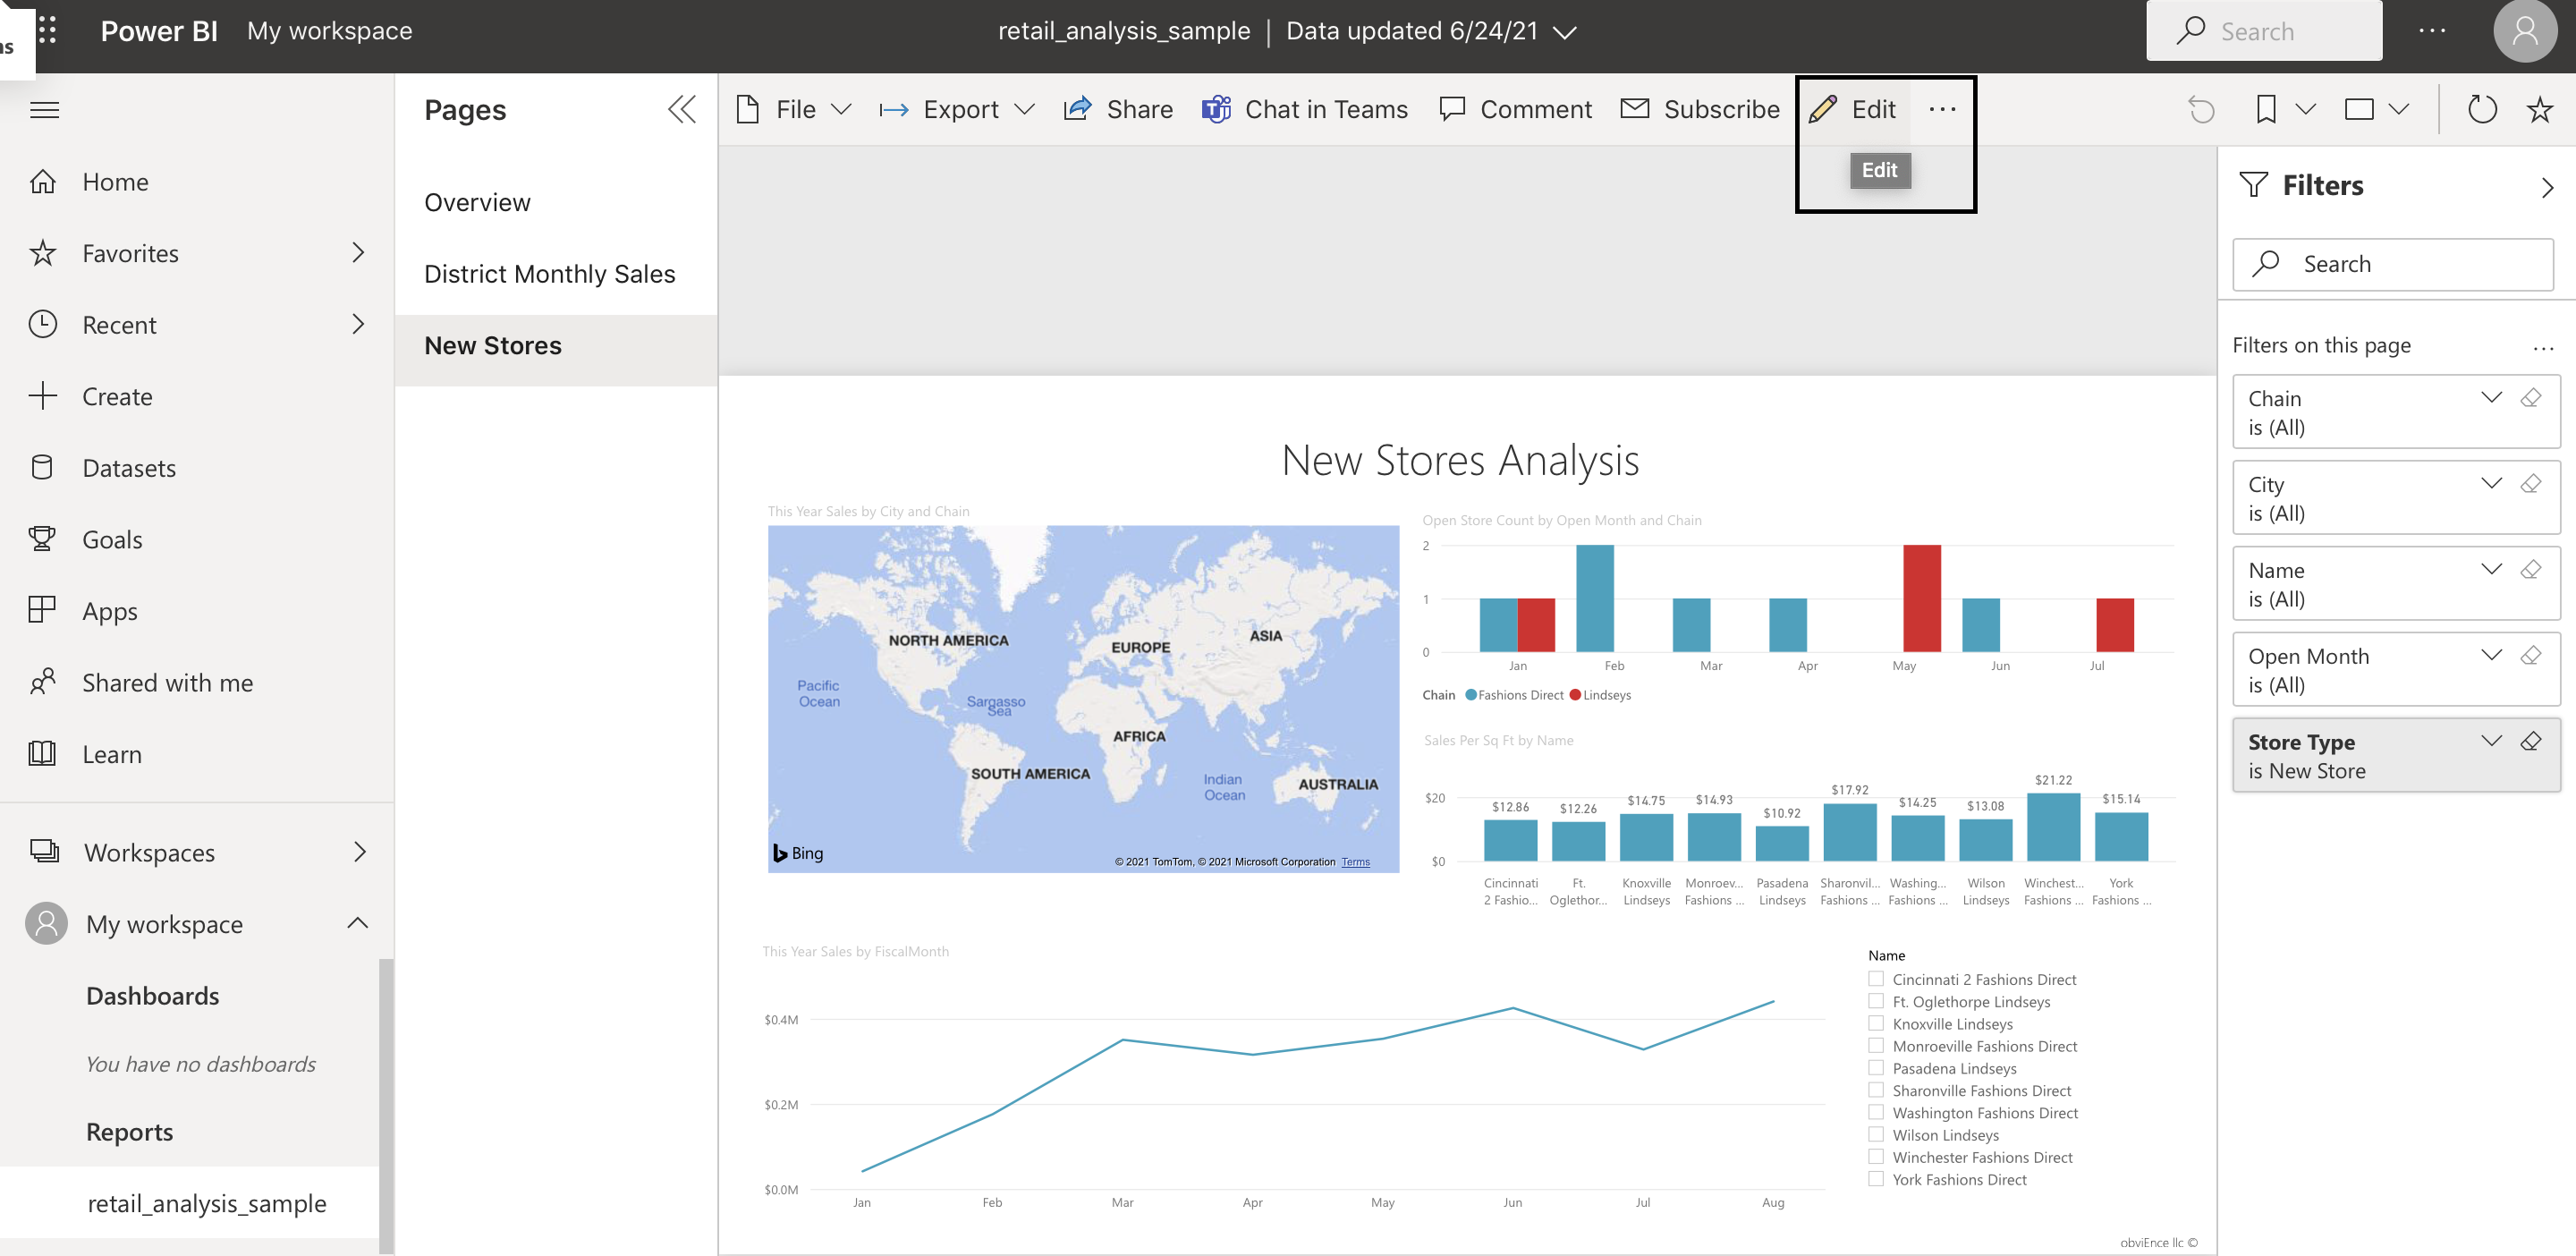 Power BI My workspace
retail_analysis_sample | Data updated 6/24/21
Search
Home
Favorites
Recent
Create
Datasets
Goals
Apps
Shared with me
Learn
Workspaces
My workspace
Dashboards
You have no dashboards
Reports
retail_analysis_sample
Pages
Overview
District Monthly Sales
New Stores
File Export Share Chat in Teams Comment Subscribe Edit ...
Edit
New Stores Analysis
This Year Sales by City and Chain
NORTH AMERICA
EUROPE
ASIA
Pacific
Ocean
Sargasso
Sea
AFRICA
SOUTH AMERICA
Indian
Ocean
AUSTRALIA
Bing
© 2021 TomTom, © 2021 Microsoft Corporation Terms
Open Store Count by Open Month and Chain
2
1
0
Jan Feb Mar Apr May Jun Jul
Chain Fashions Direct Lindseys
Sales Per Sq Ft by Name
$20
$0
$12.86 $12.26 $14.75 $14.93 $10.92 $17.92 $14.25 $13.08 $21.22 $15.14
Cincinnati Ft. Knoxville Monroev... Pasadena Sharonvil... Washing... Wilson Winchest... York
2 Fashio... Oglethor... Lindseys Fashions ... Lindseys Fashions ... Fashions ... Lindseys Fashions ... Fashions ...
This Year Sales by FiscalMonth
$0.4M
$0.2M
$0.0M
Jan Feb Mar Apr May Jun Jul Aug
Name
Cincinnati 2 Fashions Direct
Ft. Oglethorpe Lindseys
Knoxville Lindseys
Monroeville Fashions Direct
Pasadena Lindseys
Sharonville Fashions Direct
Washington Fashions Direct
Wilson Lindseys
Winchester Fashions Direct
York Fashions Direct
obviEnce llc ©
Filters
Search
Filters on this page
Chain
is (All)
City
is (All)
Name
is (All)
Open Month
is (All)
Store Type
is New Store